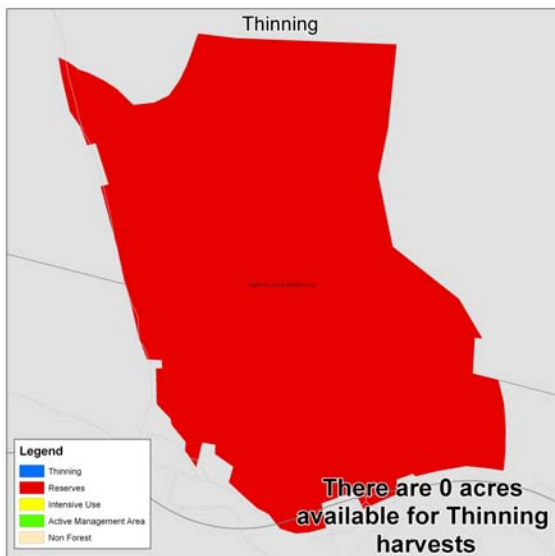 Thinning
Legend
Thinning
Reserves
Intensive Use
Active Management Area
Non Forest
There are 0 acres
available for Thinning
harvests